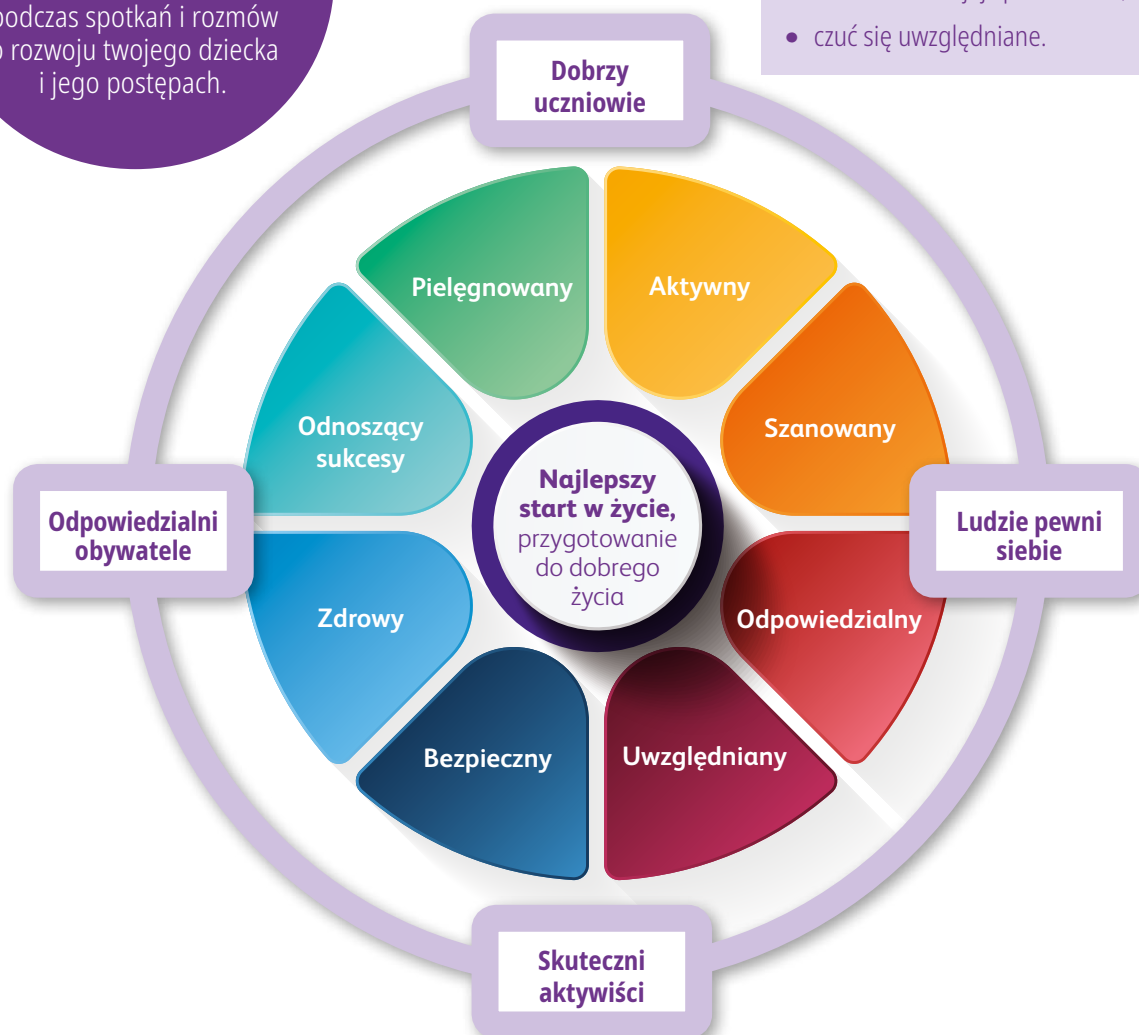 podczas spotkań i rozmów
o rozwoju twojego dziecka
i jego postępach.
• czuć się uwzględniane.
Dobrzy
uczniowie
Pielęgnowany
Aktywny
Odnoszący
sukcesy
Szanowany
Najlepszy
start w życie,
przygotowanie
do dobrego
życia
Odpowiedzialni
obywatele
Ludzie pewni
siebie
Zdrowy
Odpowiedzialny
Bezpieczny
Uwzględniany
Skuteczni
aktywiści